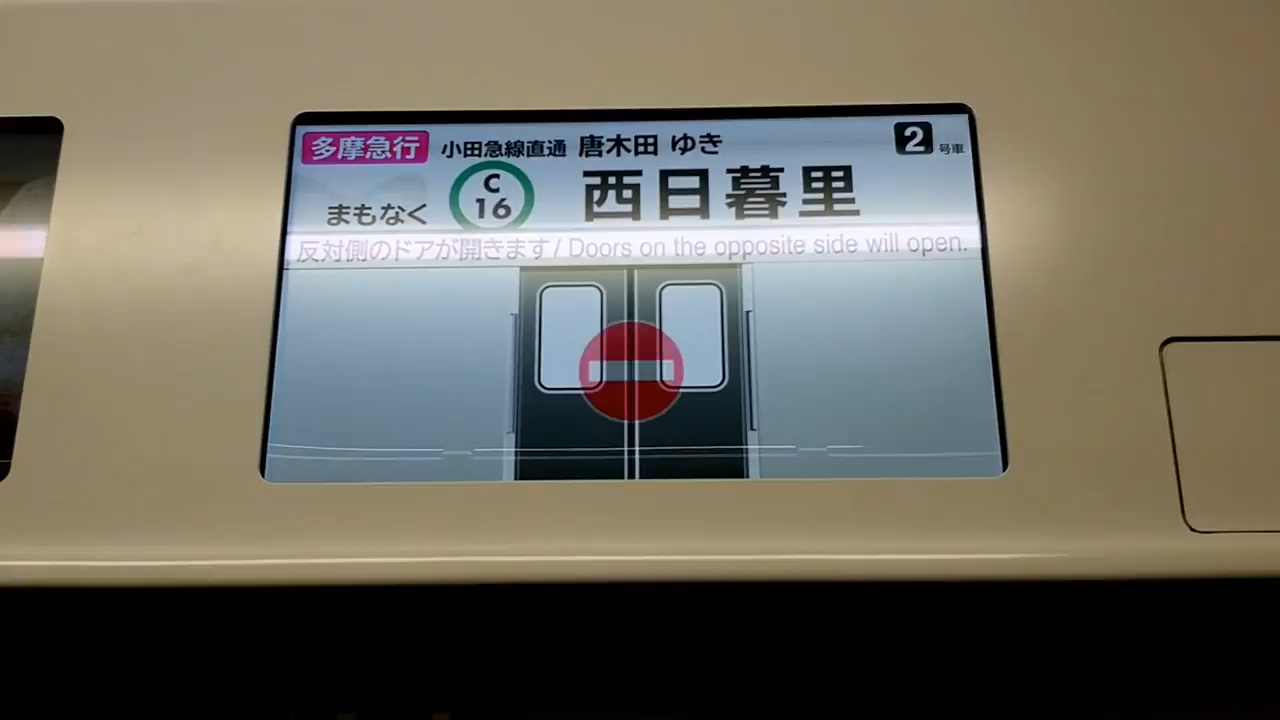 多摩急行 小田急線直通 唐木田 ゆき 2 号車
まもなく C 16 西日暮里
反対側のドアが開きます / Doors on the opposite side will open.